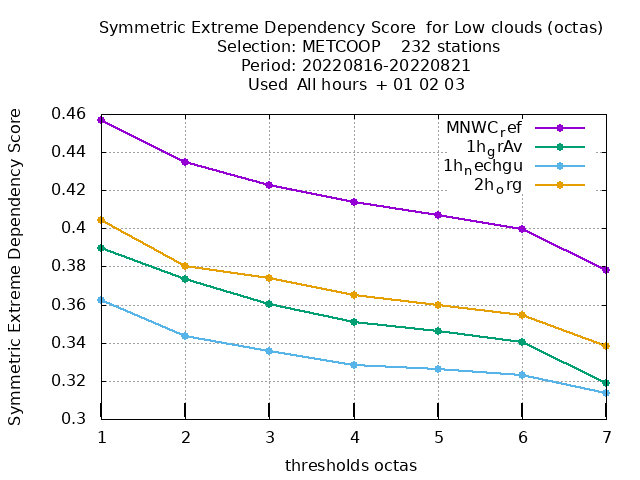 Symmetric Extreme Dependency Score  for Low clouds (octas)
Selection: METCOOP    232 stations
Period: 20220816-20220821
Used  All hours  + 01 02 03
Symmetric Extreme Dependency Score
0.46
0.44
0.42
0.4
0.38
0.36
0.34
0.32
0.3
MNWCref
1hgrAv
1hnechgu
2horg
1 2 3 4 5 6 7
thresholds octas